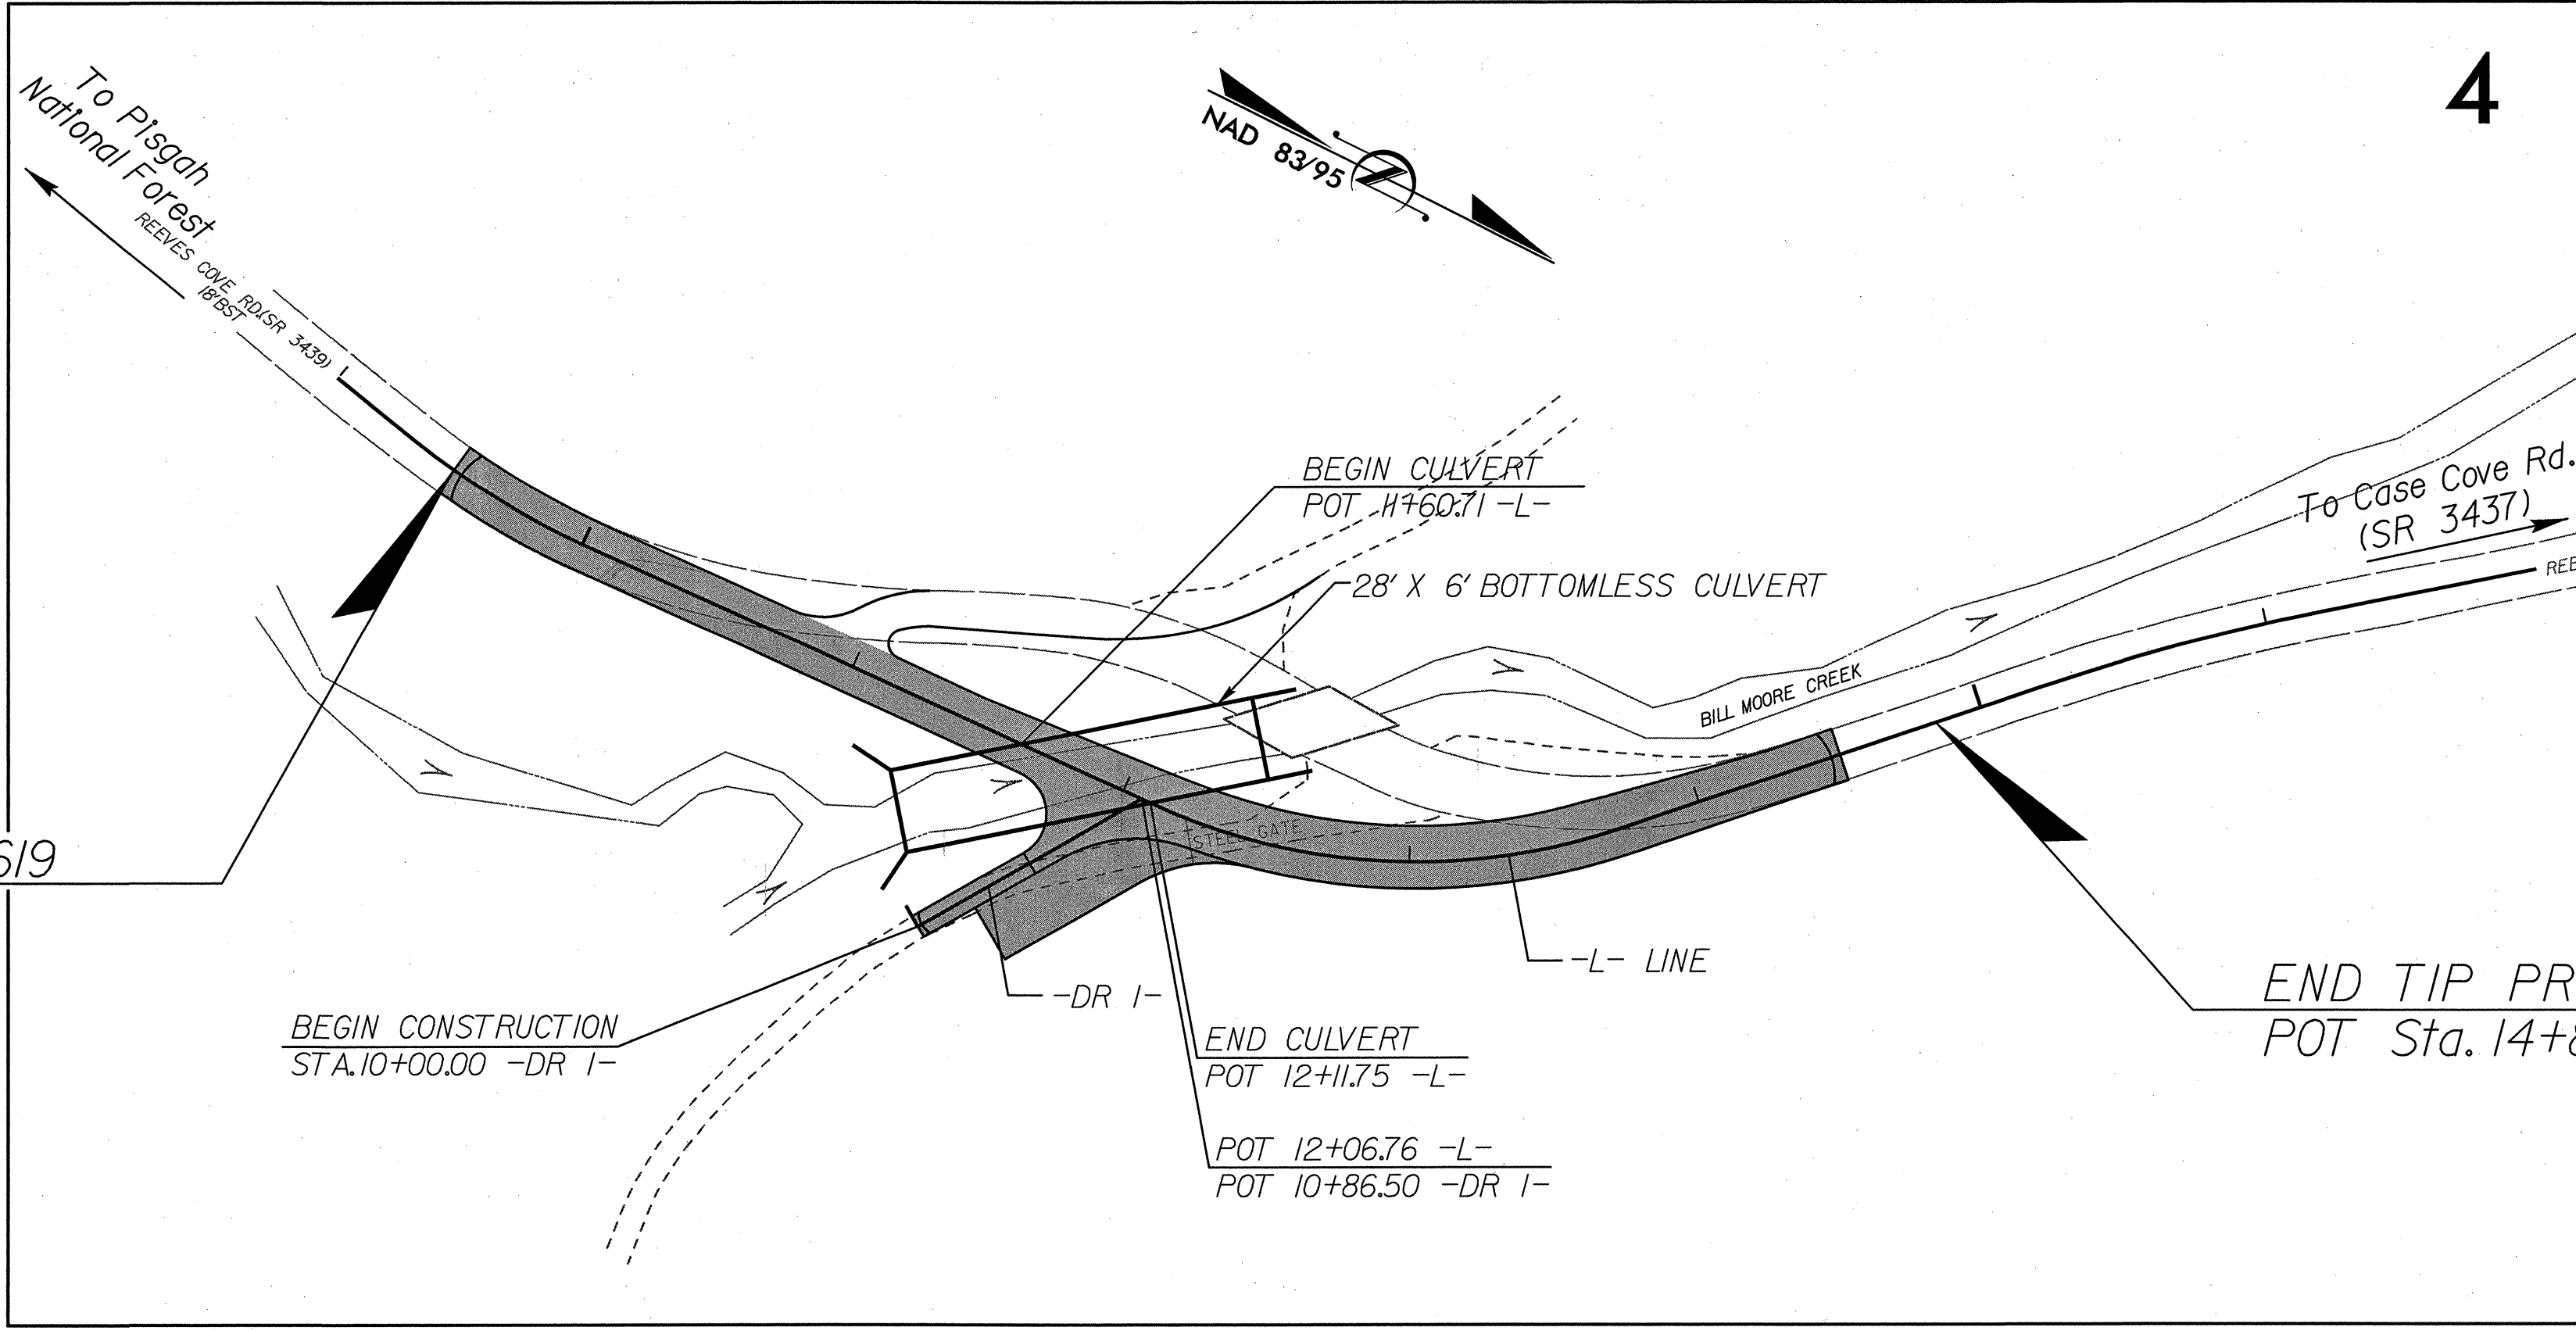 4
To Pisgah
National Forest
REEVES COVE RD.(SR 3439)
18'BST
NAD 83/95
BEGIN CULVERT
POT 11+60.71 -L-
28' X 6' BOTTOMLESS CULVERT
To Case Cove Rd.
(SR 3437)
REE
BILL MOORE CREEK
STEEL GATE
619
-L- LINE
-DR 1-
BEGIN CONSTRUCTION
STA.10+00.00 -DR 1-
END CULVERT
POT 12+11.75 -L-
POT 12+06.76 -L-
POT 10+86.50 -DR 1-
END TIP PR
POT Sta. 14+8